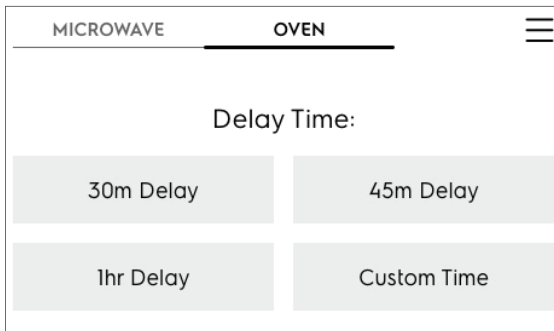 MICROWAVE OVEN
Delay Time:
30m Delay 45m Delay
1hr Delay Custom Time